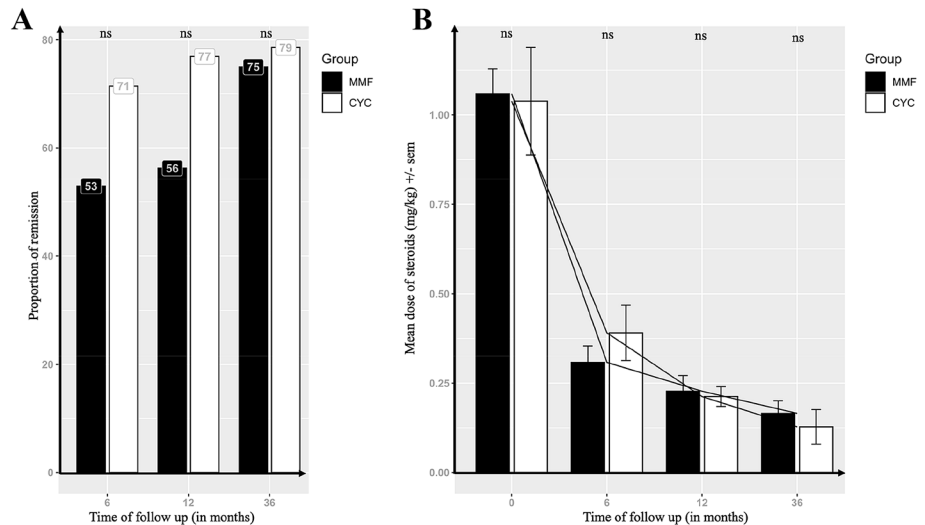 A
ns ns ns
80
60
40
20
0
53
71
56
77
75
79
Proportion of remission
6 12 36
Time of follow up (in months)
Group
MMF
CYC
B
ns ns ns ns
1.00
0.75
0.50
0.25
0.00
Mean dose of steroids (mg/kg) +/- sem
0 6 12 36
Time of follow up (in months)
Group
MMF
CYC